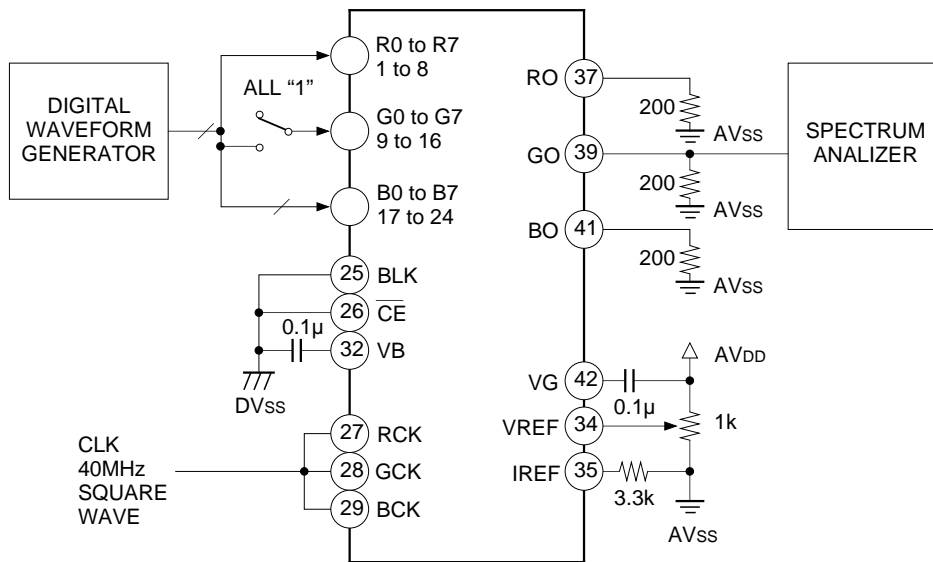 DIGITAL
WAVEFORM
GENERATOR
ALL “1”
R0 to R7
1 to 8
G0 to G7
9 to 16
B0 to B7
17 to 24
25 BLK
26 CE
0.1µ
32 VB
DVSS
CLK
40MHz
SQUARE
WAVE
27 RCK
28 GCK
29 BCK
RO 37
200
AVSS
GO 39
200
AVSS
BO 41
200
AVSS
SPECTRUM
ANALIZER
AVDD
VG 42
0.1µ
1k
VREF 34
IREF 35
3.3k
AVSS